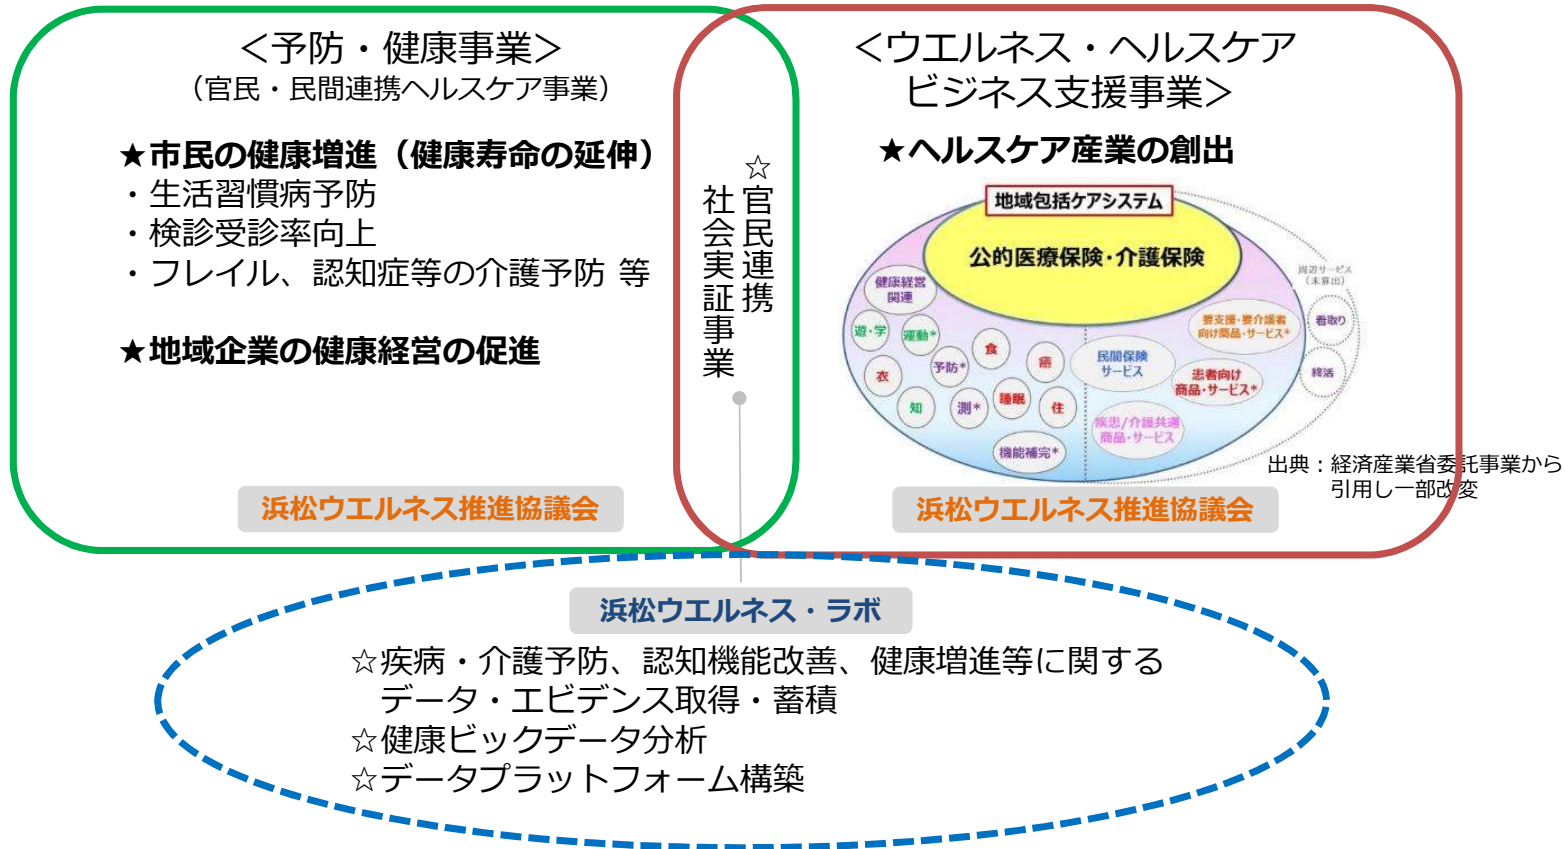 ＜予防・健康事業＞
（官民・民間連携ヘルスケア事業）
★市民の健康増進（健康寿命の延伸）
・生活習慣病予防
・検診受診率向上
・フレイル、認知症等の介護予防 等
★地域企業の健康経営の促進
浜松ウエルネス推進協議会
☆官民連携
社会実証事業
＜ウエルネス・ヘルスケア
ビジネス支援事業＞
★ヘルスケア産業の創出
地域包括ケアシステム
公的医療保険・介護保険
健康経営
関連
遊・学
運動*
衣
予防*
食
癒
知
測*
睡眠
住
機能補完*
民間保険
サービス
要支援・要介護者
向け商品・サービス*
患者向け
商品・サービス*
疾患/介護共通
商品・サービス
周辺サービス
（未算出）
看取り
終活
出典：経済産業省委託事業から
引用し一部改変
浜松ウエルネス推進協議会
浜松ウエルネス・ラボ
☆疾病・介護予防、認知機能改善、健康増進等に関する
データ・エビデンス取得・蓄積
☆健康ビックデータ分析
☆データプラットフォーム構築